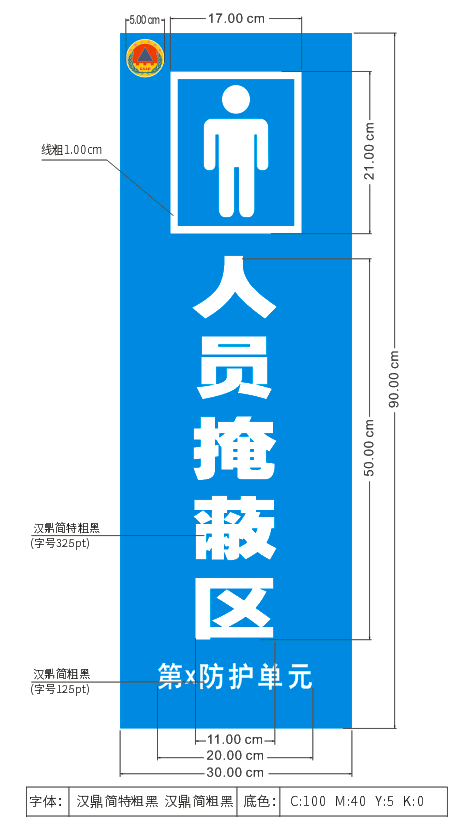 17.00 cm
5.00 cm
21.00 cm
线粗1.00cm
人员掩蔽区
90.00 cm
50.00 cm
汉鼎简特粗黑
(字号325pt)
汉鼎简粗黑
(字号125pt)
第x防护单元
11.00 cm
20.00 cm
30.00 cm
字体: 汉鼎简特粗黑 汉鼎简粗黑 底色: C:100 M:40 Y:5 K:0